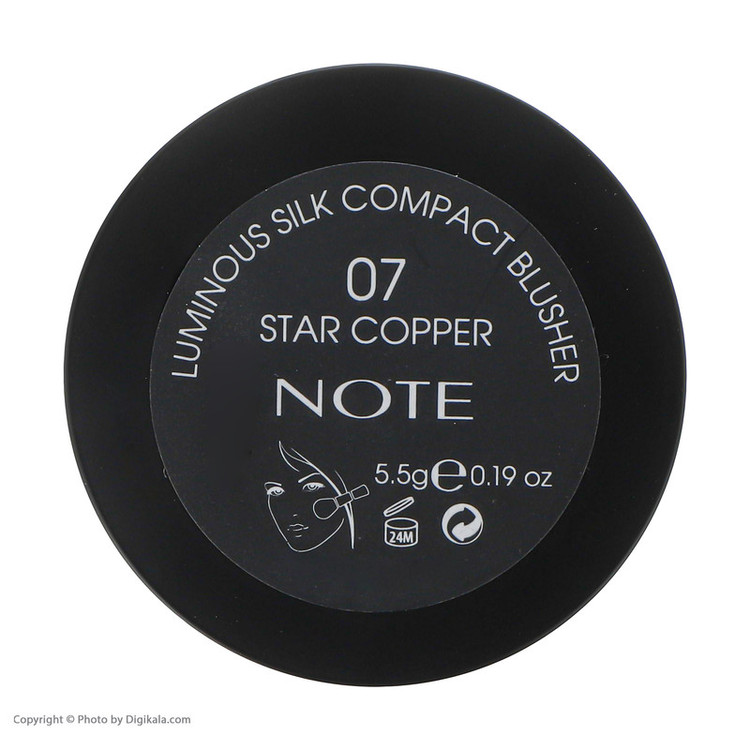 LUMINOUS SILK COMPACT BLUSHER
07
STAR COPPER
NOTE
5.5g e 0.19 oz
24M
Copyright © Photo by Digikala.com